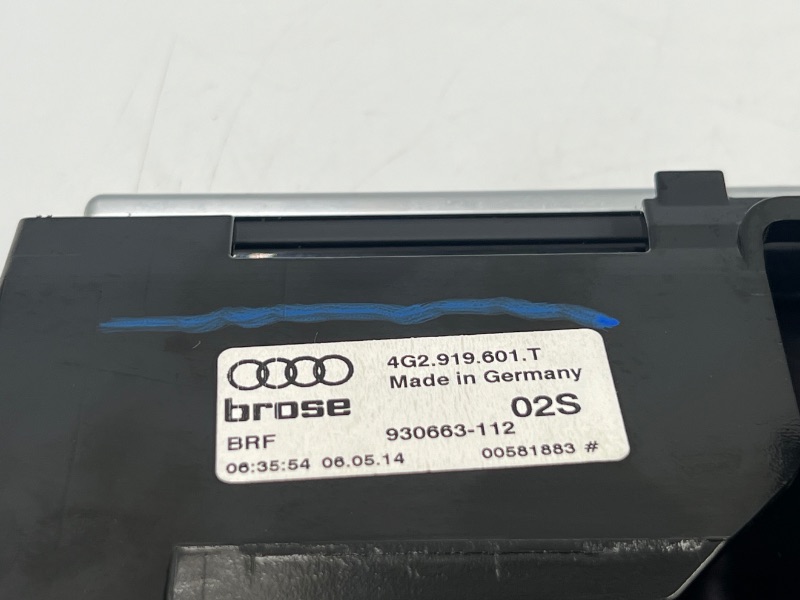 4G2.919.601.T
Made in Germany
brose 02S
BRF 930663-112
06:35:54 06.05.14 00581883 #